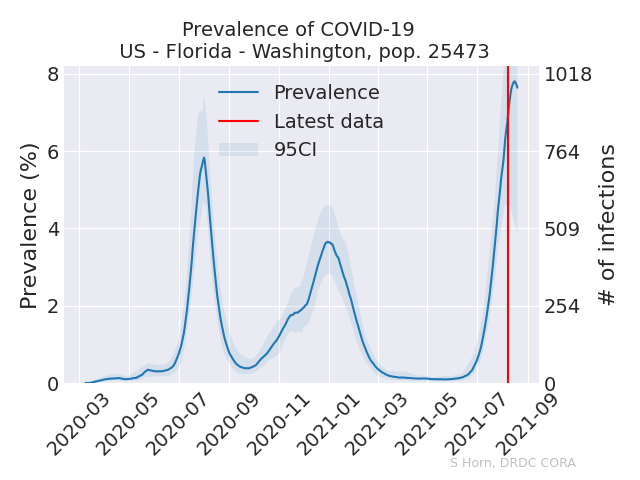 Prevalence of COVID-19
US - Florida - Washington, pop. 25473
Prevalence (%)
8
6
4
2
0
Prevalence
Latest data
95CI
1018
764
509
254
0
# of infections
2020-03
2020-05
2020-07
2020-09
2020-11
2021-01
2021-03
2021-05
2021-07
2021-09
S Horn, DRDC CORA